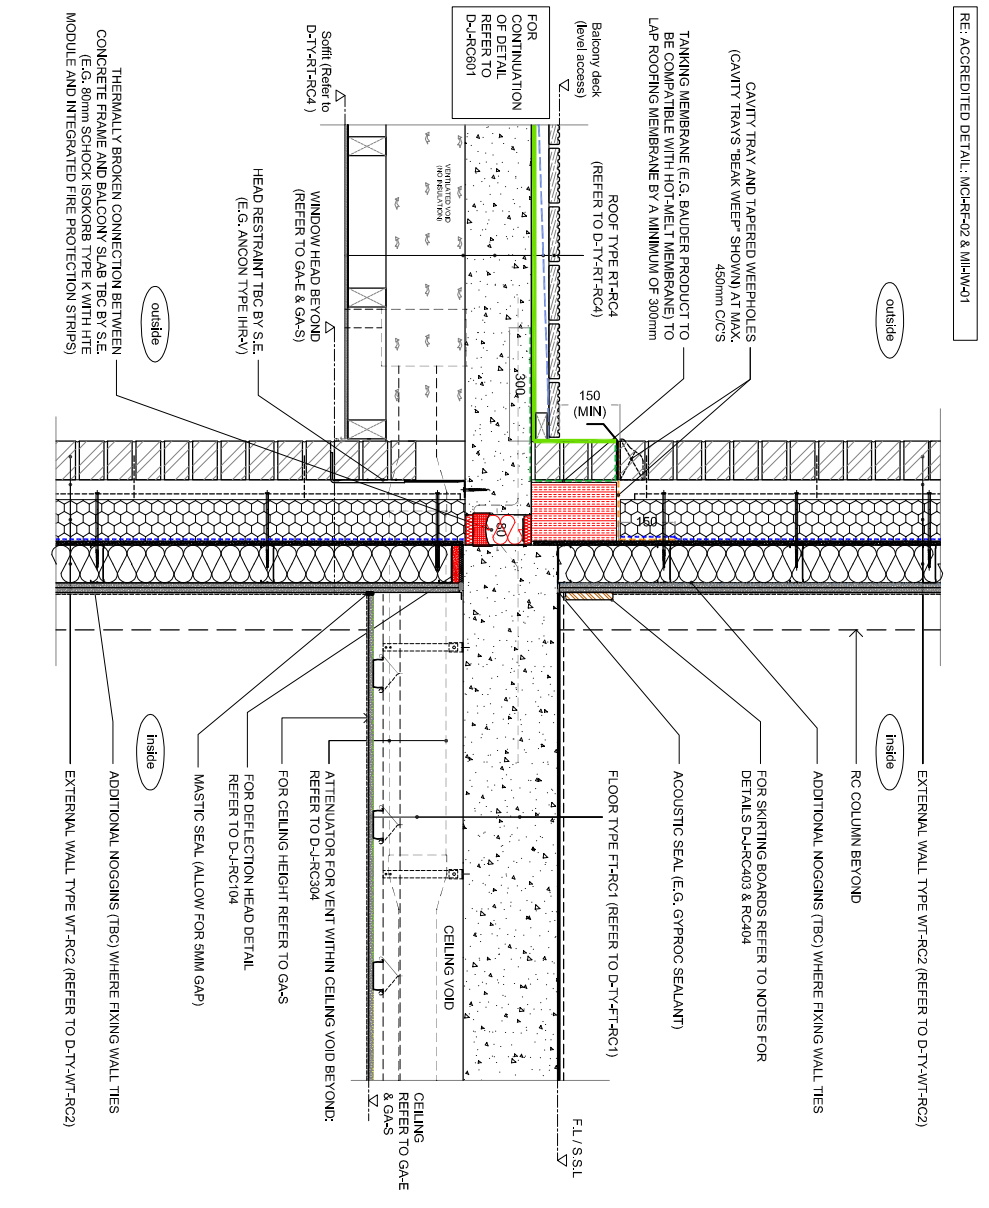 RE: ACCREDITED DETAIL: MCI-RF-02 & MII-IW-01
outside
CAVITY TRAY AND TAPERED WEEPHOLES
(CAVITY TRAYS "BEAK WEEP" SHOWN) AT MAX.
450mm C/C'S
TANKING MEMBRANE (E.G. BAUDER PRODUCT TO
BE COMPATIBLE WITH HOT-MELT MEMBRANE) TO
LAP ROOFING MEMBRANE BY A MINIMUM OF 300mm
ROOF TYPE RT-RC4
(REFER TO D-TY-RT-RC4)
Balcony deck
(level access)
FOR
CONTINUATION
OF DETAIL
REFER TO
D-J-RC601
Soffit (Refer to
D-TY-RT-RC4 )
VENTILATED VOID
(NO INSULATION)
WINDOW HEAD BEYOND
(REFER TO GA-E & GA-S)
HEAD RESTRAINT TBC BY S.E.
(E.G. ANCON TYPE IHR-V)
outside
THERMALLY BROKEN CONNECTION BETWEEN
CONCRETE FRAME AND BALCONY SLAB TBC BY S.E.
(E.G. 80mm SCHOCK ISOKORB TYPE K WITH HTE
MODULE AND INTEGRATED FIRE PROTECTION STRIPS)
150
(MIN)
300
150
80
EXTERNAL WALL TYPE WT-RC2 (REFER TO D-TY-WT-RC2)
inside
RC COLUMN BEYOND
ADDITIONAL NOGGINS (TBC) WHERE FIXING WALL TIES
FOR SKIRTING BOARDS REFER TO NOTES FOR
DETAILS D-J-RC403 & RC404
ACOUSTIC SEAL (E.G. GYPROC SEALANT)
FLOOR TYPE FT-RC1 (REFER TO D-TY-FT-RC1)
F.L / S.S.L
CEILING VOID
CEILING
REFER TO GA-E
& GA-S
ATTENUATOR FOR VENT WITHIN CEILING VOID BEYOND:
REFER TO D-J-RC304
FOR CEILING HEIGHT REFER TO GA-S
FOR DEFLECTION HEAD DETAIL
REFER TO D-J-RC104
MASTIC SEAL (ALLOW FOR 5MM GAP)
inside
ADDITIONAL NOGGINS (TBC) WHERE FIXING WALL TIES
EXTERNAL WALL TYPE WT-RC2 (REFER TO D-TY-WT-RC2)